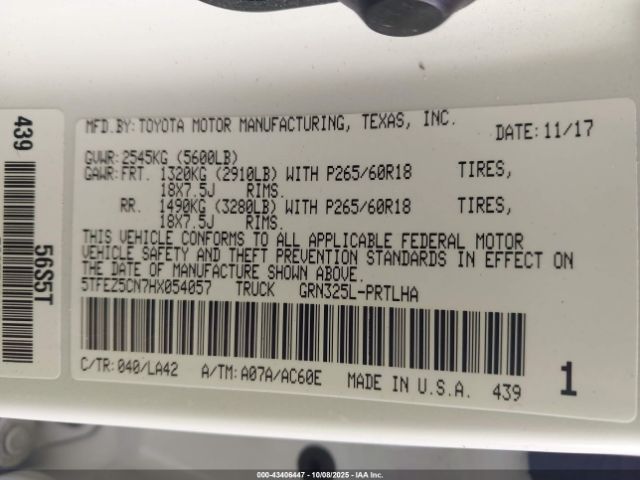 439
56S5T
MFD.BY:TOYOTA MOTOR MANUFACTURING, TEXAS, INC.
DATE:11/17
GVWR:2545KG (5600LB)
GAWR:FRT. 1320KG (2910LB) WITH P265/60R18 TIRES,
18X7.5J RIMS.
RR. 1490KG (3280LB) WITH P265/60R18 TIRES,
18X7.5J RIMS.
THIS VEHICLE CONFORMS TO ALL APPLICABLE FEDERAL MOTOR
VEHICLE SAFETY AND THEFT PREVENTION STANDARDS IN EFFECT ON
THE DATE OF MANUFACTURE SHOWN ABOVE.
5TFEZ5CN7HX054057 TRUCK GRN325L-PRTLHA
C/TR:040/LA42 A/TM:A07A/AC60E MADE IN U.S.A. 439
1
000-43406447 - 10/08/2025 - IAA Inc.